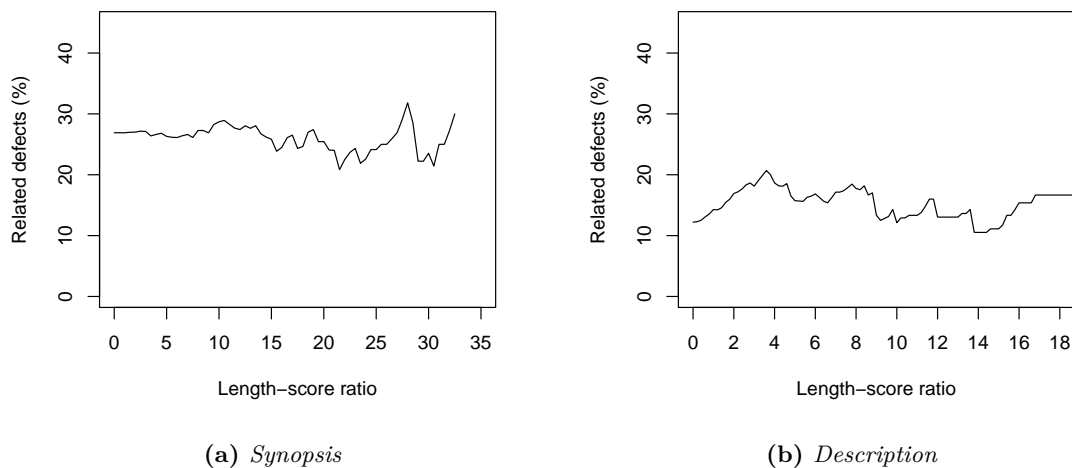 40
30
20
10
0
Related defects (%)
0 5 10 15 20 25 30 35
Length−score ratio
(a) Synopsis
40
30
20
10
0
Related defects (%)
0 2 4 6 8 10 12 14 16 18
Length−score ratio
(b) Description